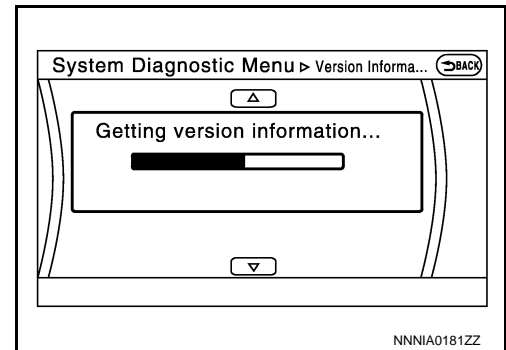 System Diagnostic Menu ▷ Version Informa... ⮌BACK
△
Getting version information...
▽
NNNIA0181ZZ